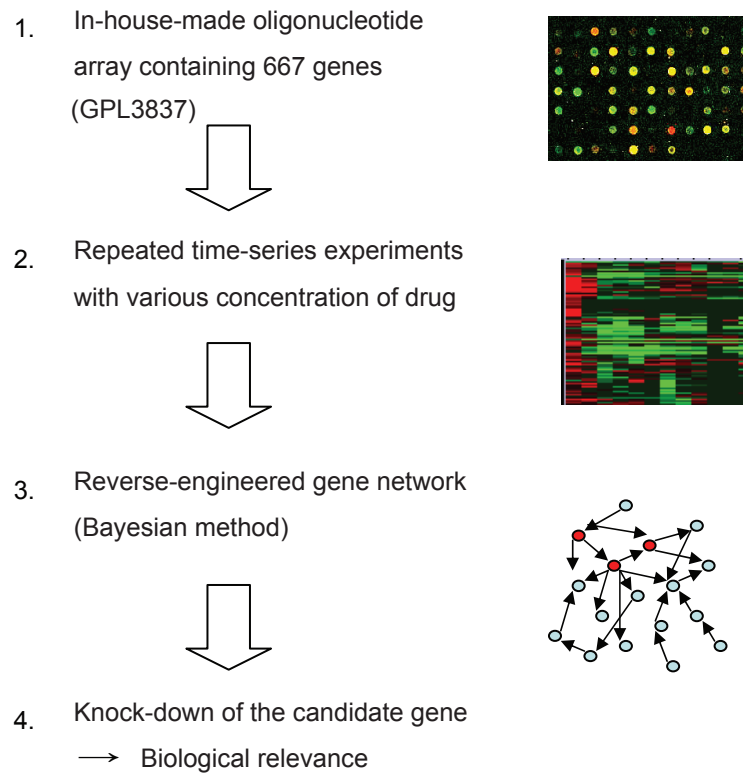 1. In-house-made oligonucleotide
array containing 667 genes
(GPL3837)
2. Repeated time-series experiments
with various concentration of drug
3. Reverse-engineered gene network
(Bayesian method)
4. Knock-down of the candidate gene
→ Biological relevance